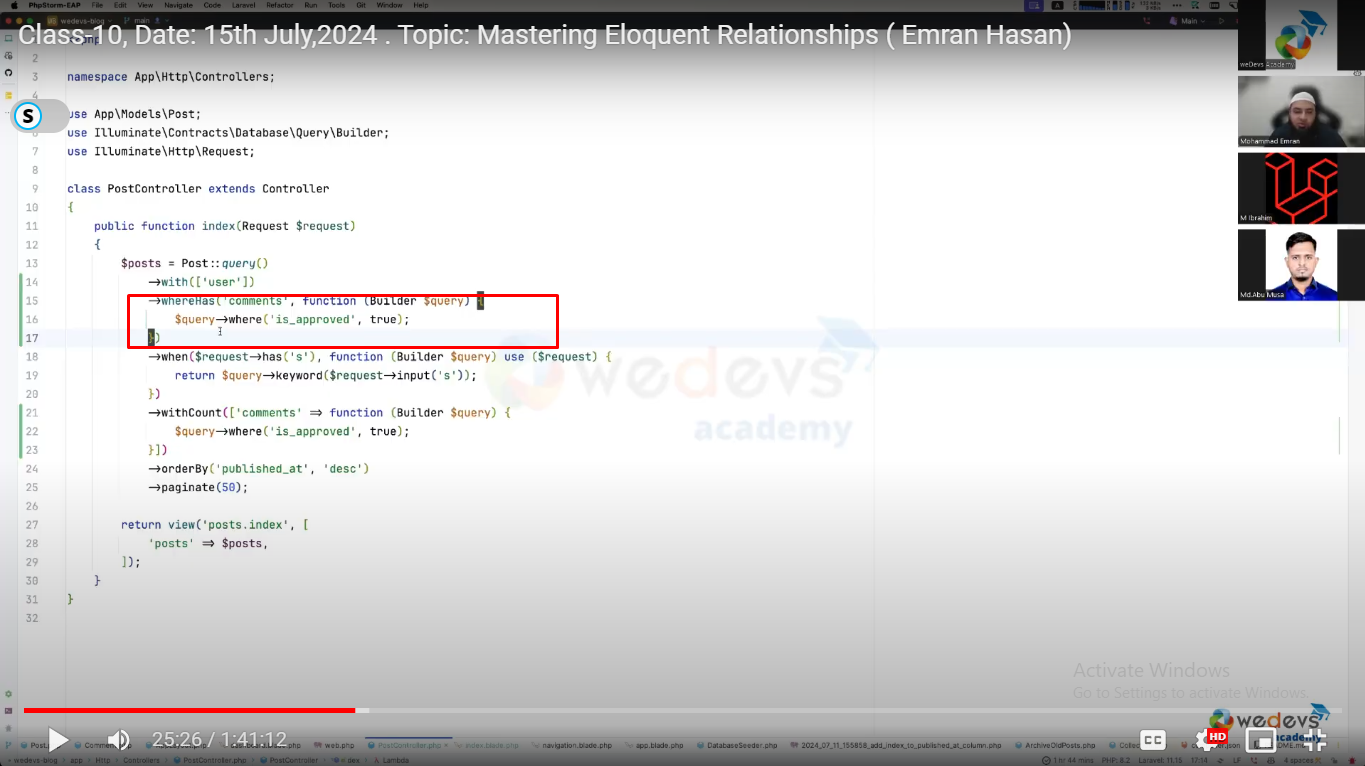 PhpStorm-EAP File Edit View Navigate Code Laravel Refactor Run Tools Git Window Help
wedevs-blog main Main
Class-10, Date: 15th July,2024 . Topic: Mastering Eloquent Relationships ( Emran Hasan)
2
3 namespace App\Http\Controllers;
4
use App\Models\Post;
S
6 use Illuminate\Contracts\Database\Query\Builder;
7 use Illuminate\Http\Request;
8
9 class PostController extends Controller
10 {
11 public function index(Request $request)
12 {
13 $posts = Post::query()
14 ->with(['user'])
15 ->whereHas('comments', function (Builder $query) {
16 $query->where('is_approved', true);
17 })
18 ->when($request->has('s'), function (Builder $query) use ($request) {
19 return $query->keyword($request->input('s'));
20 })
21 ->withCount(['comments' => function (Builder $query) {
22 $query->where('is_approved', true);
23 }])
24 ->orderBy('published_at', 'desc')
25 ->paginate(50);
26
27 return view('posts.index', [
28 'posts' => $posts,
29 ]);
30 }
31 }
32
weDevs Academy
Mohammad Emran
M Ibrahim
Md.Abu Musa
wedevs
academy
Activate Windows
Go to Settings to activate Windows.
wedevs
academy
25:26 / 1:41:12
CC
HD
web.php PostController.php index.blade.php navigation.blade.php app.blade.php DatabaseSeeder.php 2024_07_11_155858_add_index_to_published_at_column.php ArchiveOldPosts.php
wedevs-blog app Http Controllers PostController.php PostController index λ Lambda 1 hr 44 mins PHP: 8.2 Laravel: 11.15 17:14 LF 4 spaces